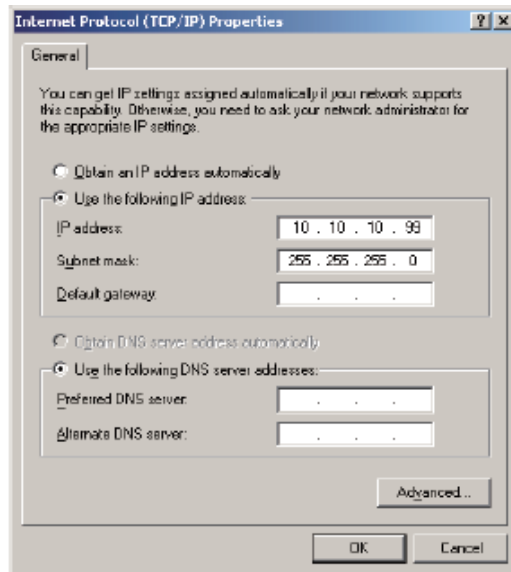 Internet Protocol (TCP/IP) Properties
General
You can get IP settings assigned automatically if your network supports
this capability. Otherwise, you need to ask your network administrator for
the appropriate IP settings.
Obtain an IP address automatically
Use the following IP address:
IP address: 10 . 10 . 10 . 99
Subnet mask: 255 . 255 . 255 . 0
Default gateway: . . .
Obtain DNS server address automatically
Use the following DNS server addresses:
Preferred DNS server: . . .
Alternate DNS server: . . .
Advanced...
OK Cancel